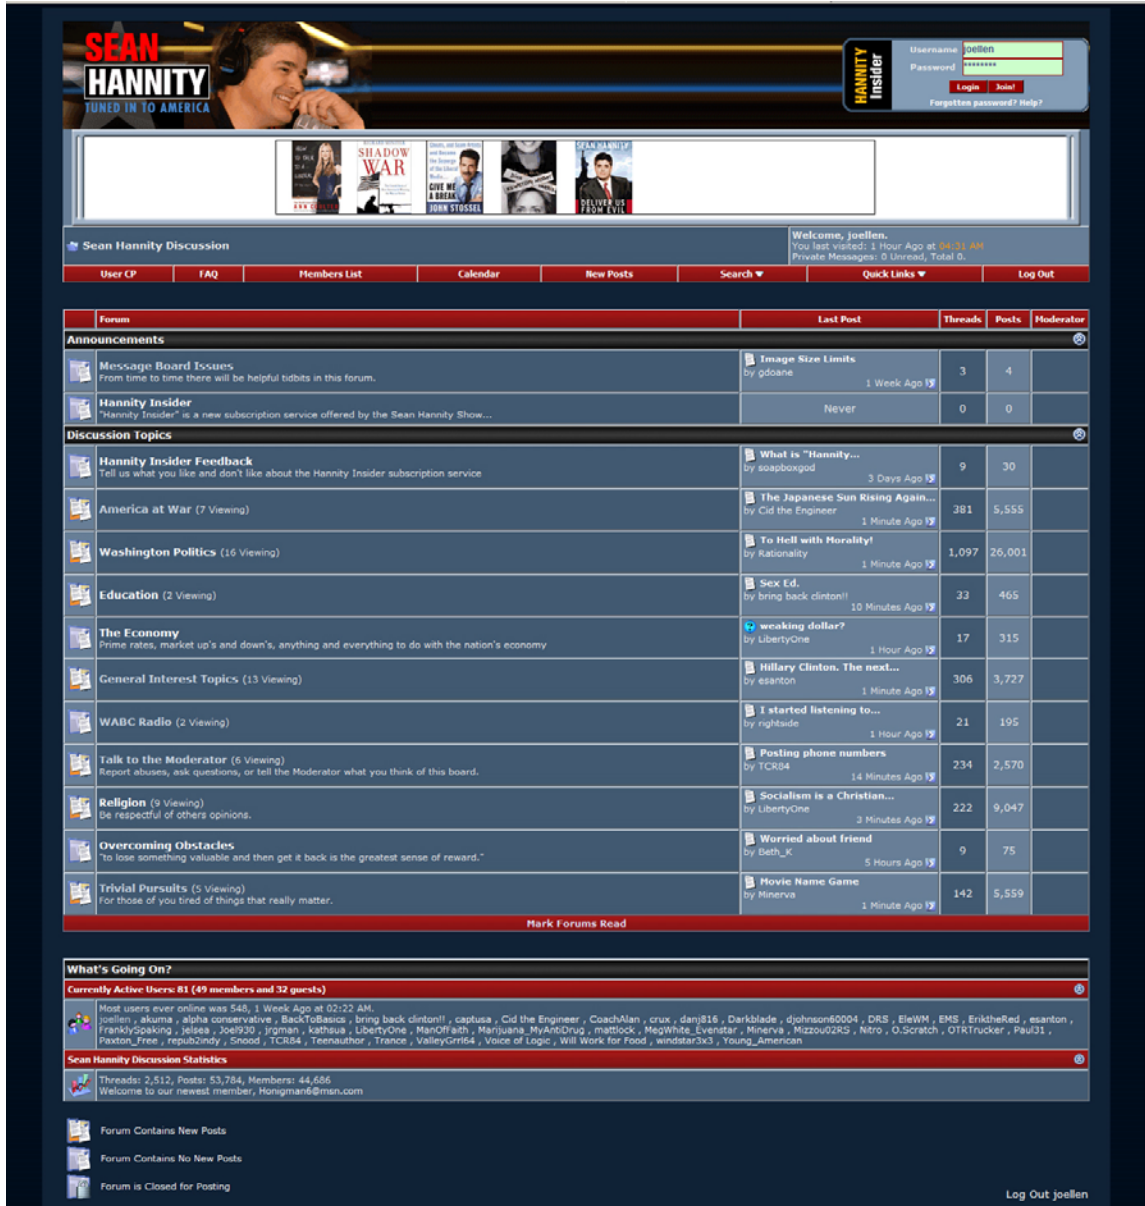 SEAN
HANNITY
TUNED IN TO AMERICA
HANNITY
Insider
Username joellen
Password ********
Login Join!
Forgotten password? Help?
SHADOW
WAR
GIVE ME
A BREAK
JOHN STOSSEL
SEAN HANNITY
DELIVER US
FROM EVIL
Sean Hannity Discussion
Welcome, joellen.
You last visited: 1 Hour Ago at 04:31 AM
Private Messages: 0 Unread, Total 0.
User CP FAQ Members List Calendar New Posts Search Quick Links Log Out
Forum Last Post Threads Posts Moderator
Announcements
Message Board Issues
From time to time there will be helpful tidbits in this forum.
Image Size Limits
by gdoane
1 Week Ago
3 4
Hannity Insider
"Hannity Insider" is a new subscription service offered by the Sean Hannity Show...
Never 0 0
Discussion Topics
Hannity Insider Feedback
Tell us what you like and don't like about the Hannity Insider subscription service
What is "Hannity...
by soapboxgod
3 Days Ago
9 30
America at War (7 Viewing)
The Japanese Sun Rising Again...
by Cid the Engineer
1 Minute Ago
381 5,555
Washington Politics (16 Viewing)
To Hell with Morality!
by Rationality
1 Minute Ago
1,097 26,001
Education (2 Viewing)
Sex Ed.
by bring back clinton!!
10 Minutes Ago
33 465
The Economy
Prime rates, market up's and down's, anything and everything to do with the nation's economy
weaking dollar?
by LibertyOne
1 Hour Ago
17 315
General Interest Topics (13 Viewing)
Hillary Clinton. The next...
by esanton
1 Minute Ago
306 3,727
WABC Radio (2 Viewing)
I started listening to...
by rightside
1 Hour Ago
21 195
Talk to the Moderator (6 Viewing)
Report abuses, ask questions, or tell the Moderator what you think of this board.
Posting phone numbers
by TCR84
14 Minutes Ago
234 2,570
Religion (9 Viewing)
Be respectful of others opinions.
Socialism is a Christian...
by LibertyOne
3 Minutes Ago
222 9,047
Overcoming Obstacles
"to lose something valuable and then get it back is the greatest sense of reward."
Worried about friend
by Beth_K
5 Hours Ago
9 75
Trivial Pursuits (5 Viewing)
For those of you tired of things that really matter.
Movie Name Game
by Minerva
1 Minute Ago
142 5,559
Mark Forums Read
What's Going On?
Currently Active Users: 81 (49 members and 32 guests)
Most users ever online was 548, 1 Week Ago at 02:22 AM.
joellen , akuma , alpha conservative , BackToBasics , bring back clinton!! , captusa , Cid the Engineer , CoachAlan , crux , danj816 , Darkblade , djohnson60004 , DRS , EleWM , EMS , EriktheRed , esanton ,
FranklySpaking , jelsea , Joel930 , jrgman , kathsua , LibertyOne , ManOfFaith , Marijuana_MyAntiDrug , mattlock , MegWhite_Evenstar , Minerva , Mizzou02RS , Nitro , O.Scratch , OTRTrucker , Paul31 ,
Paxton_Free , repub2indy , Snood , TCR84 , Teenauthor , Trance , ValleyGrrl64 , Voice of Logic , Will Work for Food , windstar3x3 , Young_American
Sean Hannity Discussion Statistics
Threads: 2,512, Posts: 53,784, Members: 44,686
Welcome to our newest member, Honigman6@msn.com
Forum Contains New Posts
Forum Contains No New Posts
Forum is Closed for Posting
Log Out joellen